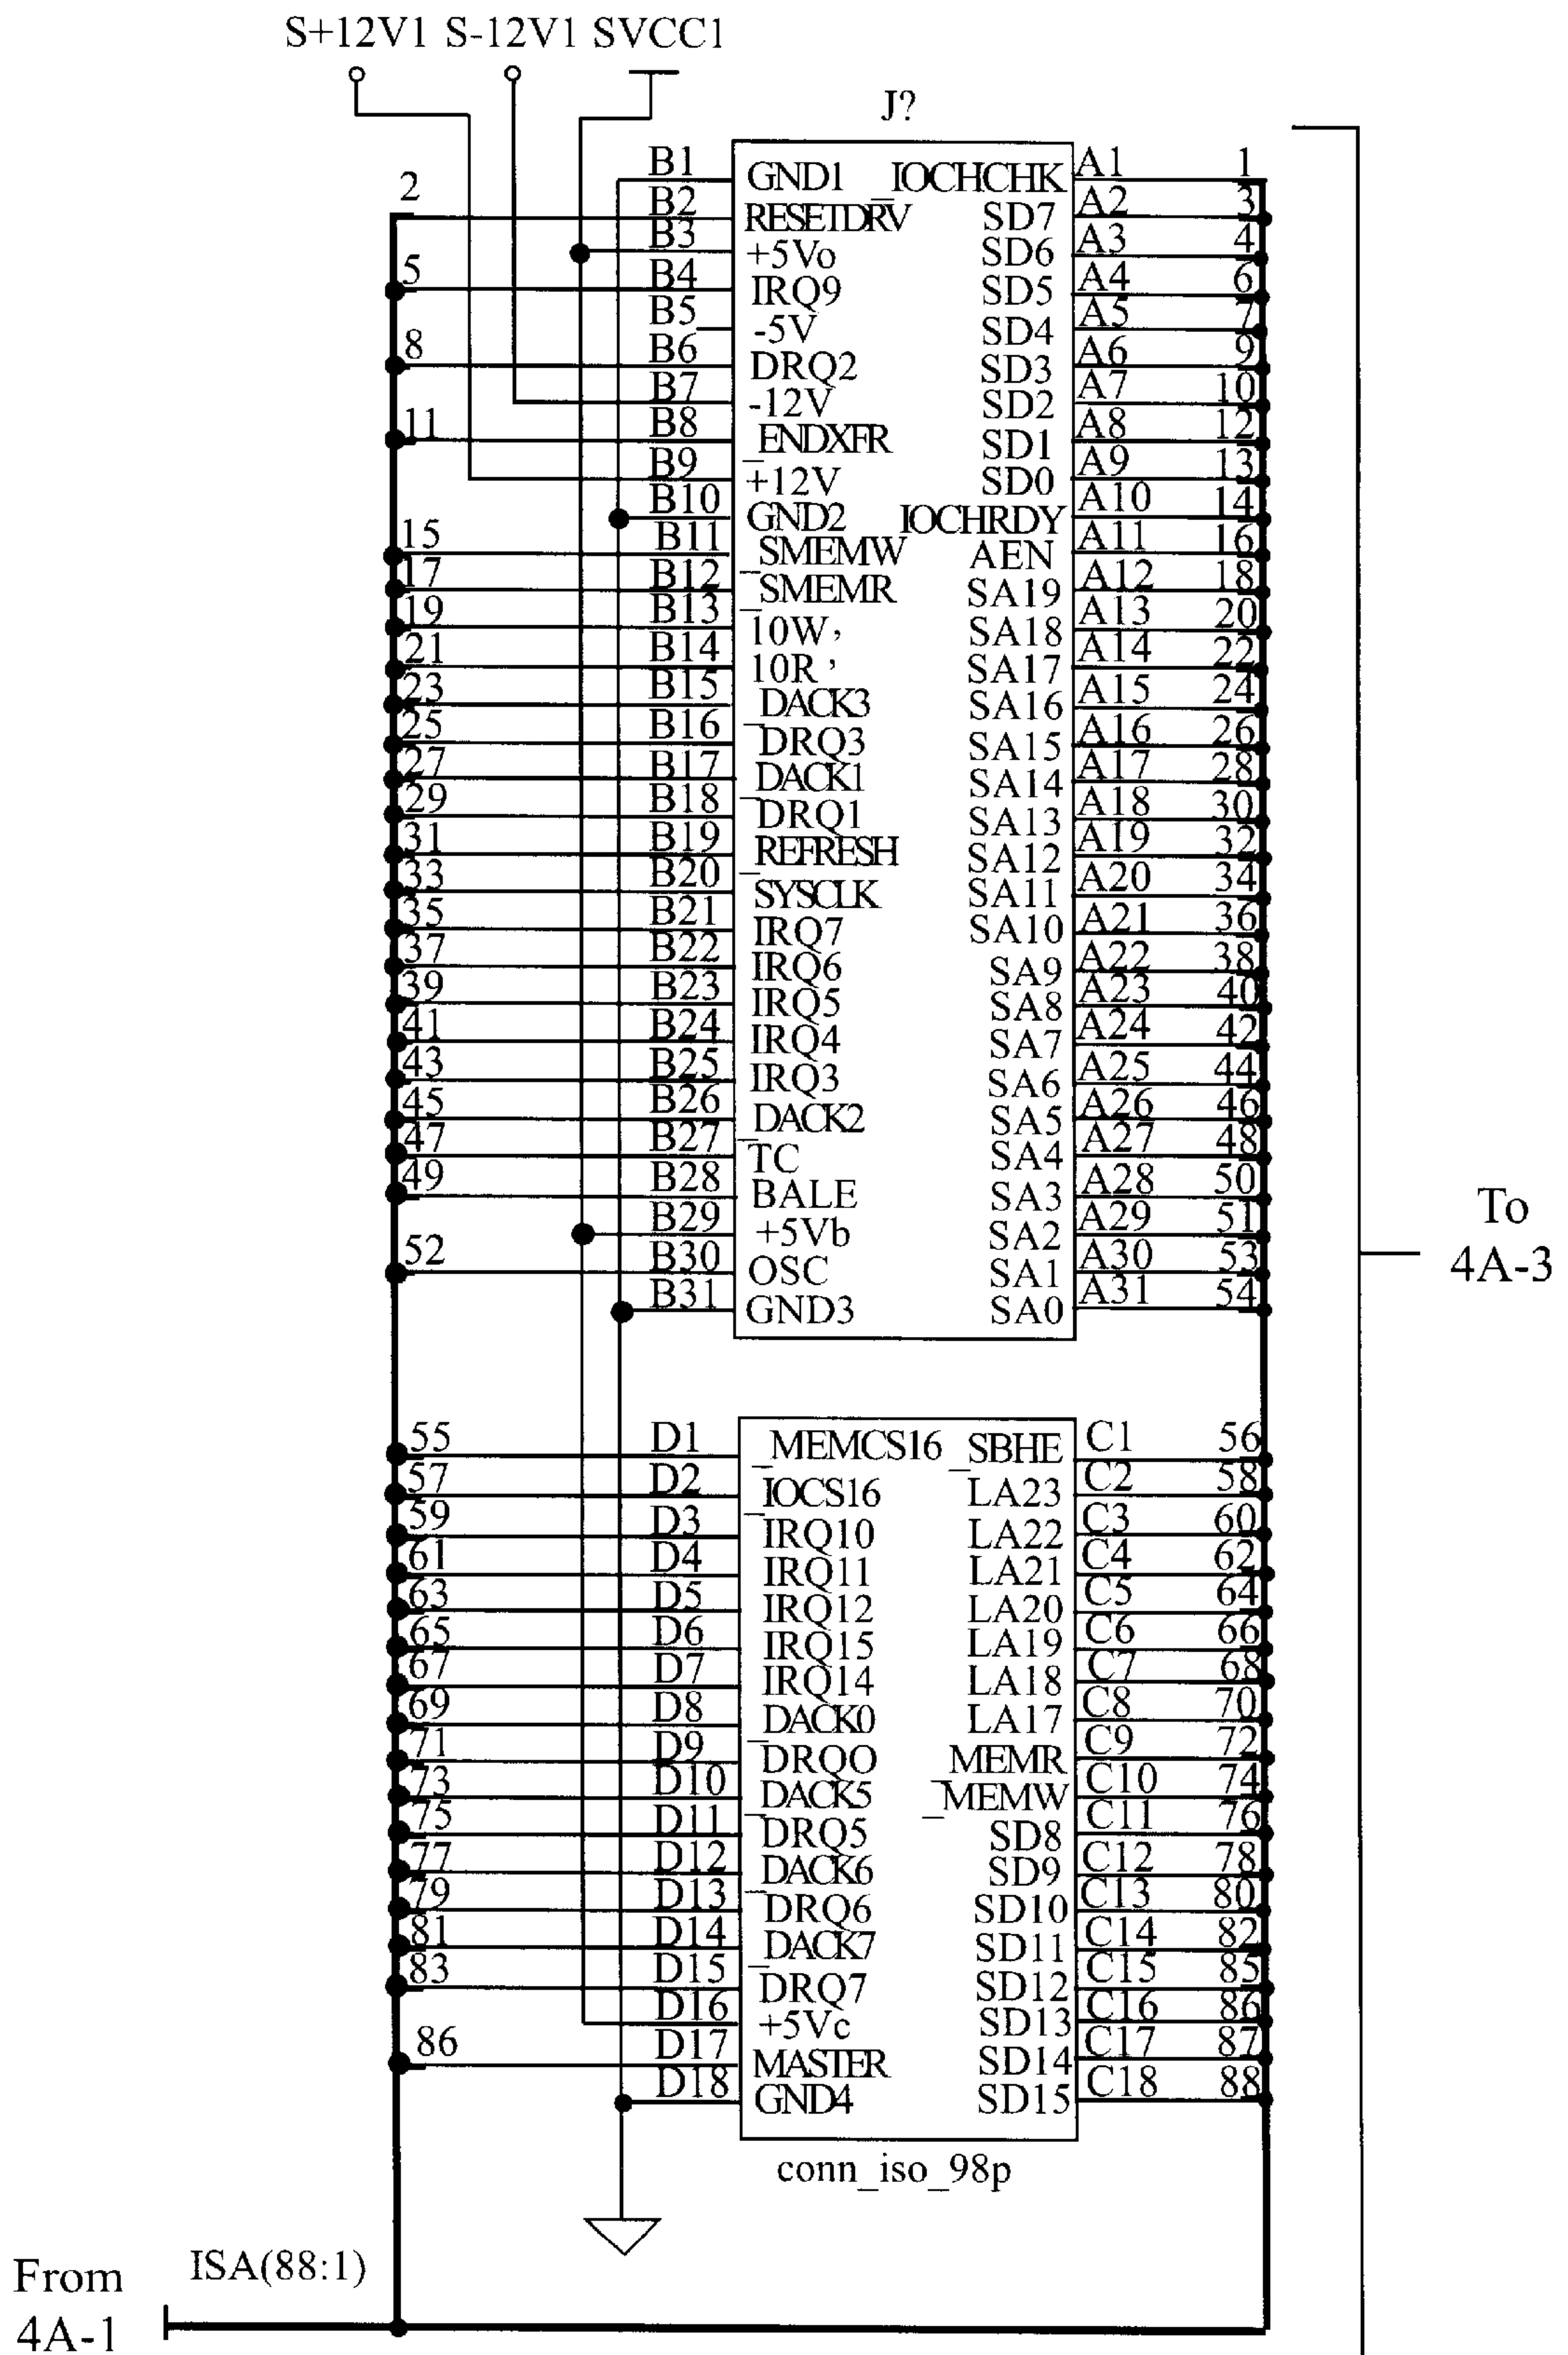 S+12V1 S-12V1 SVCC1
J?
2 B1 GND1 _IOCHCHK A1 1
B2 RESETDRV SD7 A2 3
B3 +5Vo SD6 A3 4
5 B4 IRQ9 SD5 A4 6
B5 -5V SD4 A5 7
8 B6 DRQ2 SD3 A6 9
B7 -12V SD2 A7 10
11 B8 _ENDXFR SD1 A8 12
B9 +12V SD0 A9 13
B10 GND2 IOCHRDY A10 14
15 B11 _SMEMW AEN A11 16
17 B12 _SMEMR SA19 A12 18
19 B13 10W, SA18 A13 20
21 B14 10R , SA17 A14 22
23 B15 _DACK3 SA16 A15 24
25 B16 DRQ3 SA15 A16 26
27 B17 DACK1 SA14 A17 28
29 B18 DRQ1 SA13 A18 30
31 B19 REFRESH SA12 A19 32
33 B20 SYSCLK SA11 A20 34
35 B21 IRQ7 SA10 A21 36
37 B22 IRQ6 SA9 A22 38
39 B23 IRQ5 SA8 A23 40
41 B24 IRQ4 SA7 A24 42
43 B25 IRQ3 SA6 A25 44
45 B26 DACK2 SA5 A26 46
47 B27 TC SA4 A27 48
49 B28 BALE SA3 A28 50
B29 +5Vb SA2 A29 51
52 B30 OSC SA1 A30 53
B31 GND3 SA0 A31 54
To
4A-3
55 D1 _MEMCS16 _SBHE C1 56
57 D2 IOCS16 LA23 C2 58
59 D3 IRQ10 LA22 C3 60
61 D4 IRQ11 LA21 C4 62
63 D5 IRQ12 LA20 C5 64
65 D6 IRQ15 LA19 C6 66
67 D7 IRQ14 LA18 C7 68
69 D8 DACK0 LA17 C8 70
71 D9 DRQO MEMR C9 72
73 D10 DACK5 _MEMW C10 74
75 D11 DRQ5 SD8 C11 76
77 D12 DACK6 SD9 C12 78
79 D13 DRQ6 SD10 C13 80
81 D14 DACK7 SD11 C14 82
83 D15 DRQ7 SD12 C15 85
D16 +5Vc SD13 C16 86
86 D17 MASTER SD14 C17 87
D18 GND4 SD15 C18 88
conn_iso_98p
From
4A-1
ISA(88:1)